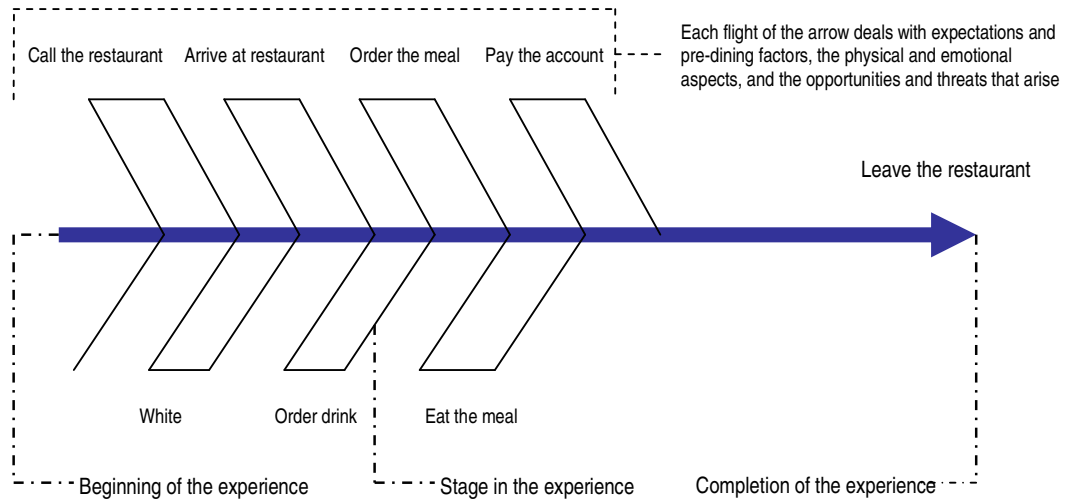 Call the restaurant
Arrive at restaurant
Order the meal
Pay the account
Each flight of the arrow deals with expectations and
pre-dining factors, the physical and emotional
aspects, and the opportunities and threats that arise
Leave the restaurant
White
Order drink
Eat the meal
Beginning of the experience
Stage in the experience
Completion of the experience